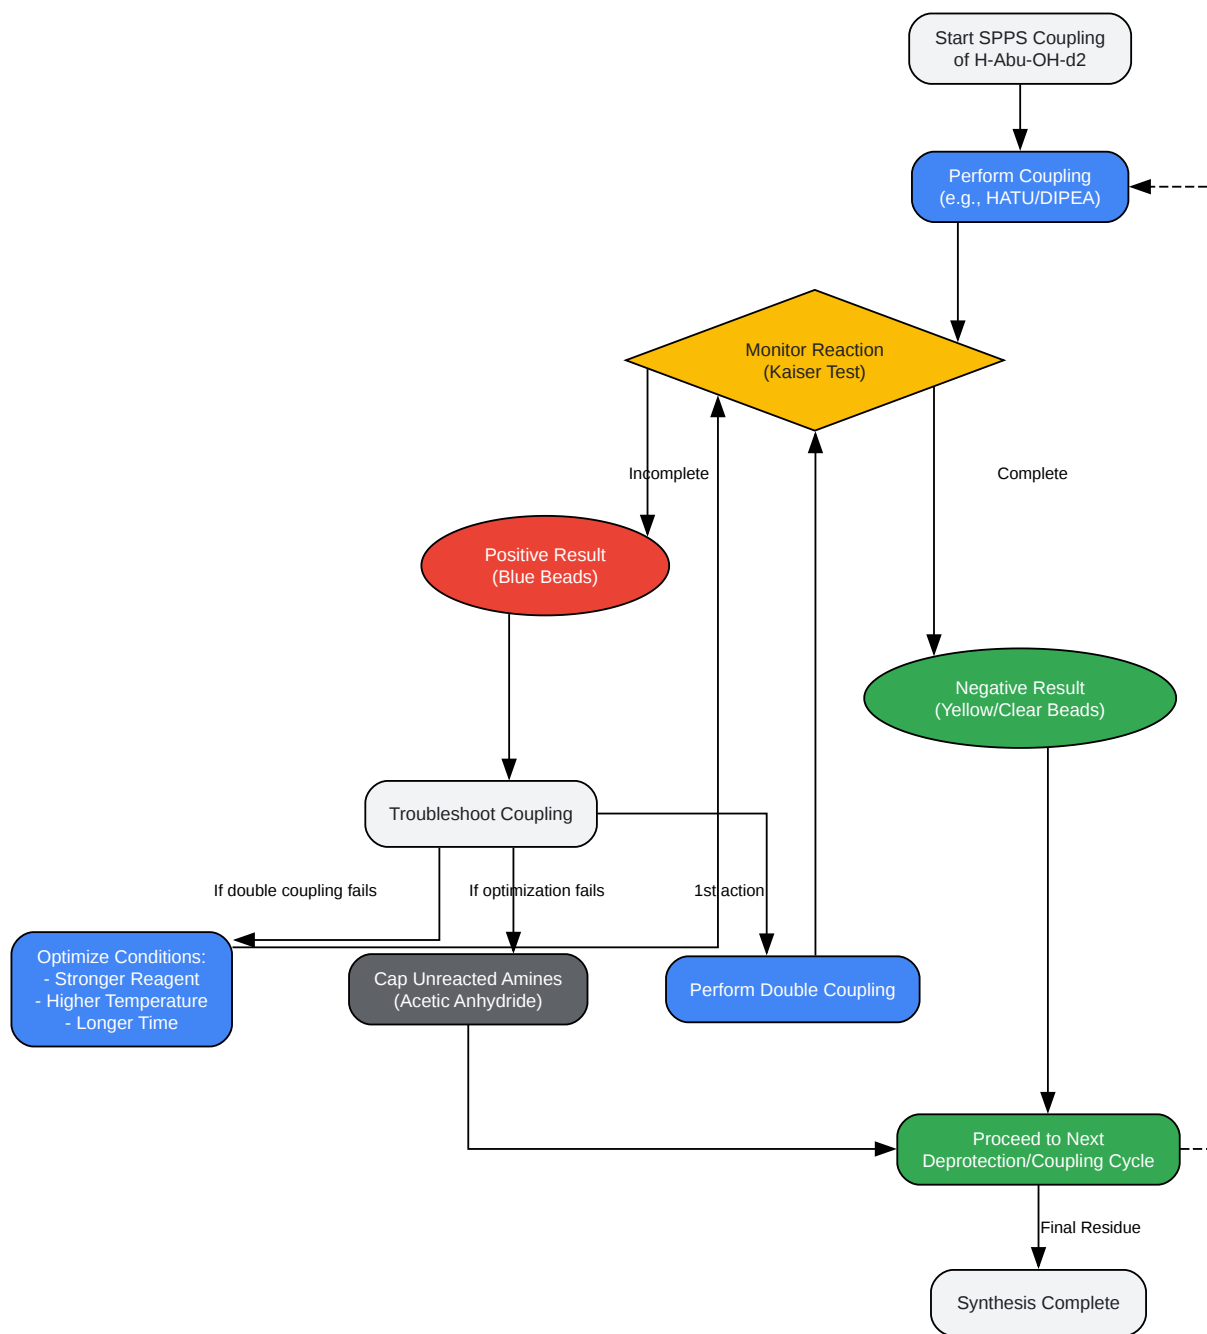 Start SPPS Coupling
of H-Abu-OH-d2
Perform Coupling
(e.g., HATU/DIPEA)
Monitor Reaction
(Kaiser Test)
Incomplete
Complete
Positive Result
(Blue Beads)
Negative Result
(Yellow/Clear Beads)
Troubleshoot Coupling
If double coupling fails
If optimization fails
1st action
Optimize Conditions:
- Stronger Reagent
- Higher Temperature
- Longer Time
Cap Unreacted Amines
(Acetic Anhydride)
Perform Double Coupling
Proceed to Next
Deprotection/Coupling Cycle
Final Residue
Synthesis Complete